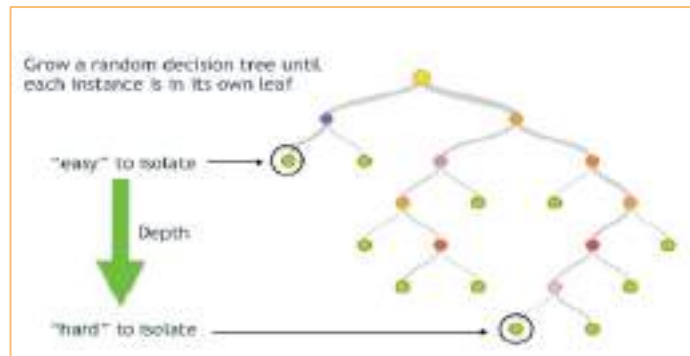 Grow a random decision tree until
each instance is in its own leaf
"easy" to isolate
Depth
"hard" to isolate